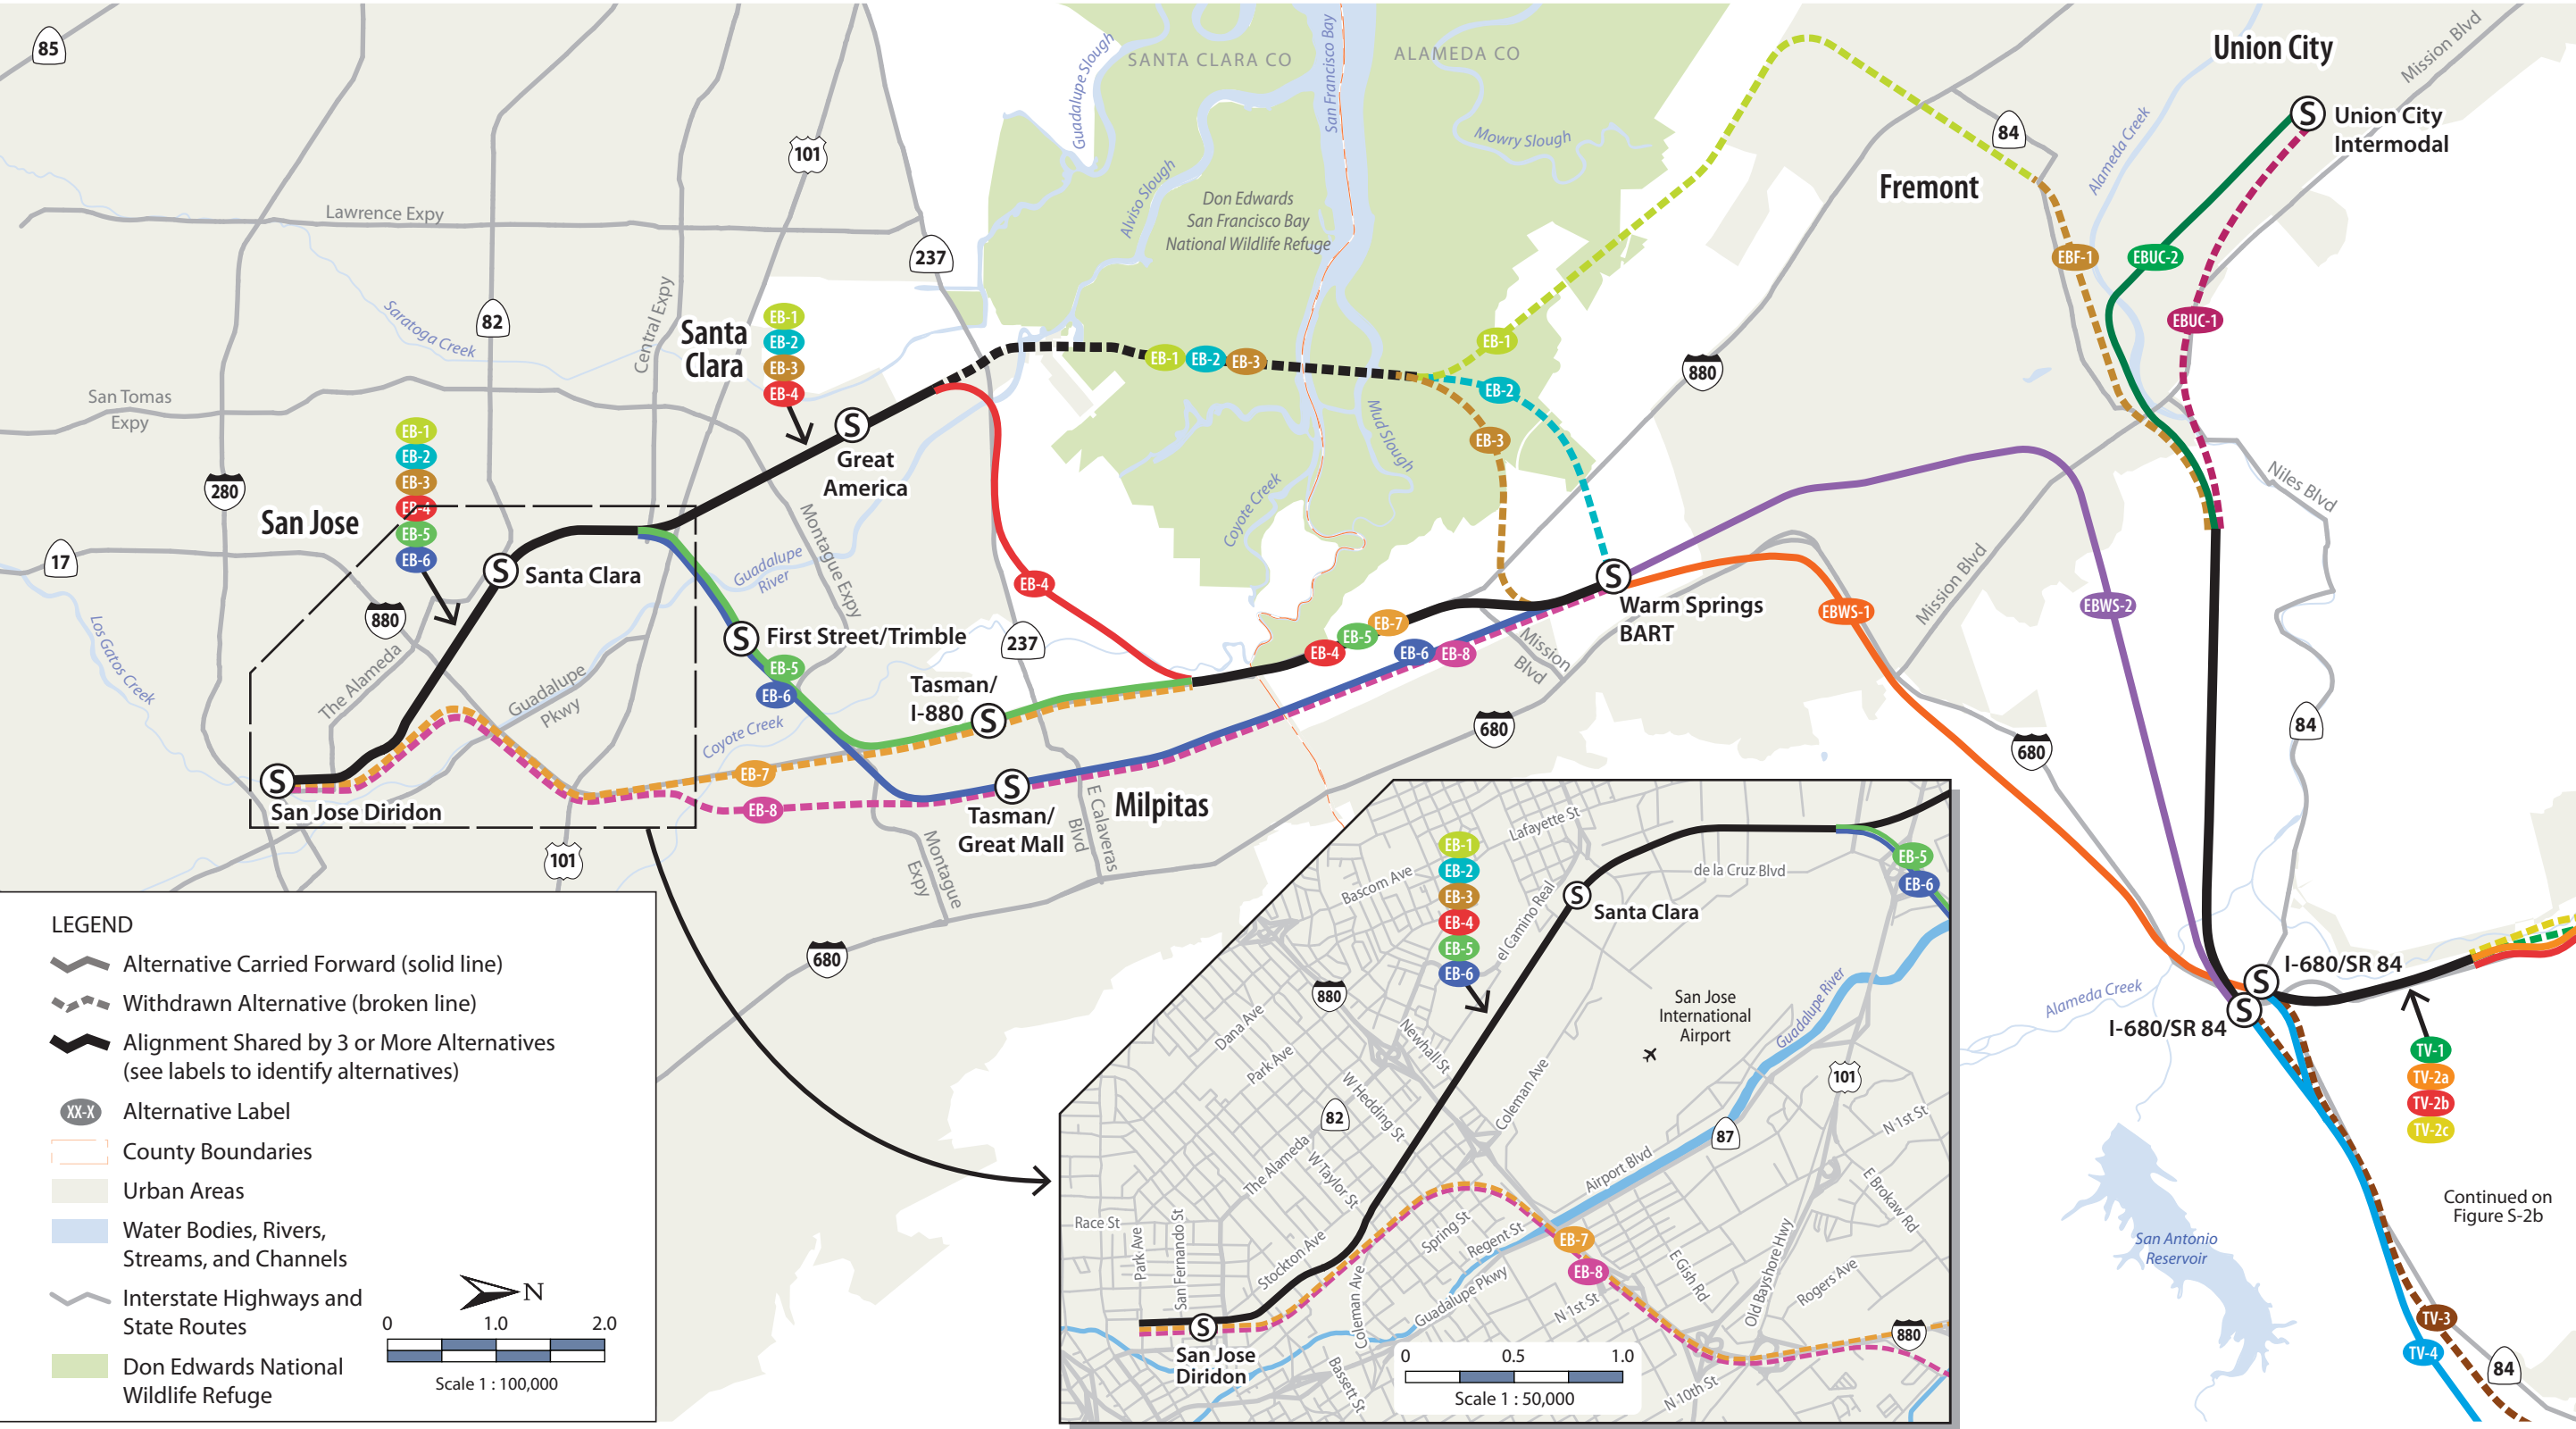 85
SANTA CLARA CO
ALAMEDA CO
San Francisco Bay
Guadalupe Slough
Union City
Mission Blvd
Union City
Intermodal
101
Mowry Slough
84
Alameda Creek
Alviso Slough
Don Edwards
San Francisco Bay
National Wildlife Refuge
Fremont
Lawrence Expy
237
EBF-1
EBUC-2
EBUC-1
82
Saratoga Creek
Central Expy
Santa
Clara
EB-1
EB-2
EB-3
EB-4
EB-1
EB-2
EB-3
EB-1
EB-2
EB-3
880
San Tomas
Expy
EB-1
EB-2
EB-3
EB-4
EB-5
EB-6
Great
America
Mud Slough
Coyote Creek
280
San Jose
17
880
Los Gatos Creek
The Alameda
Santa Clara
Guadalupe
River
Montague Expy
Niles Blvd
EB-4
237
First Street/Trimble
EB-5
EB-6
Guadalupe
Pkwy
Coyote Creek
Tasman/
I-880
EB-4
EB-5
EB-7
EB-6
EB-8
Warm Springs
BART
Mission
Blvd
EBWS-1
Mission Blvd
EBWS-2
680
680
84
S
S
S
S
S
S
S
S
S
S
San Jose Diridon
EB-7
EB-8
Tasman/
Great Mall
E Calaveras
Blvd
Milpitas
Montague
Expy
101
680
I-680/SR 84
I-680/SR 84
Alameda Creek
TV-1
TV-2a
TV-2b
TV-2c
Continued on
Figure S-2b
San Antonio
Reservoir
TV-3
TV-4
84
LEGEND
Alternative Carried Forward (solid line)
Withdrawn Alternative (broken line)
Alignment Shared by 3 or More Alternatives
(see labels to identify alternatives)
XX-X
Alternative Label
County Boundaries
Urban Areas
Water Bodies, Rivers,
Streams, and Channels
Interstate Highways and
State Routes
Don Edwards National
Wildlife Refuge
N
0 1.0 2.0
Scale 1 : 100,000
Lafayette St
Bascom Ave
EB-1
EB-2
EB-3
EB-4
EB-5
EB-6
el Camino Real
S
Santa Clara
de la Cruz Blvd
EB-5
EB-6
880
San Jose
International
Airport
Guadalupe River
Dana Ave
Park Ave
Newhall St
W Hedding St
Coleman Ave
101
82
87
The Alameda
W Taylor St
Airport Blvd
N 1st St
E Brokaw Rd
Race St
Park Ave
San Fernando St
Stockton Ave
Spring St
Regent St
EB-7
EB-8
E Gish Rd
Old Bayshore Hwy
Rogers Ave
Coleman Ave
Guadalupe Pkwy
N 1st St
S
San Jose
Diridon
Bassett St
880
N 10th St
0 0.5 1.0
Scale 1 : 50,000